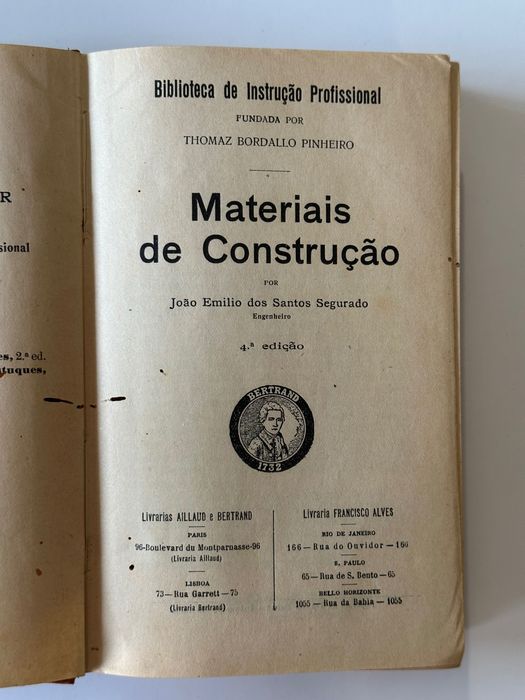 R
sional
es, 2.ª ed.
tuques,
Biblioteca de Instrução Profissional
FUNDADA POR
THOMAZ BORDALLO PINHEIRO
Materiais
de Construção
POR
João Emilio dos Santos Segurado
Engenheiro
4.ª edição
BERTRAND
1732
Livrarias AILLAUD e BERTRAND
PARIS
96-Boulevard du Montparnasse-96
(Livraria Aillaud)
LISBOA
73—Rua Garrett—75
(Livraria Bertrand)
Livraria FRANCISCO ALVES
RIO DE JANEIRO
166—Rua do Ouvidor—166
S. PAULO
65—Rua de S. Bento—65
BELLO HORIZONTE
1055—Rua da Bahia—1055